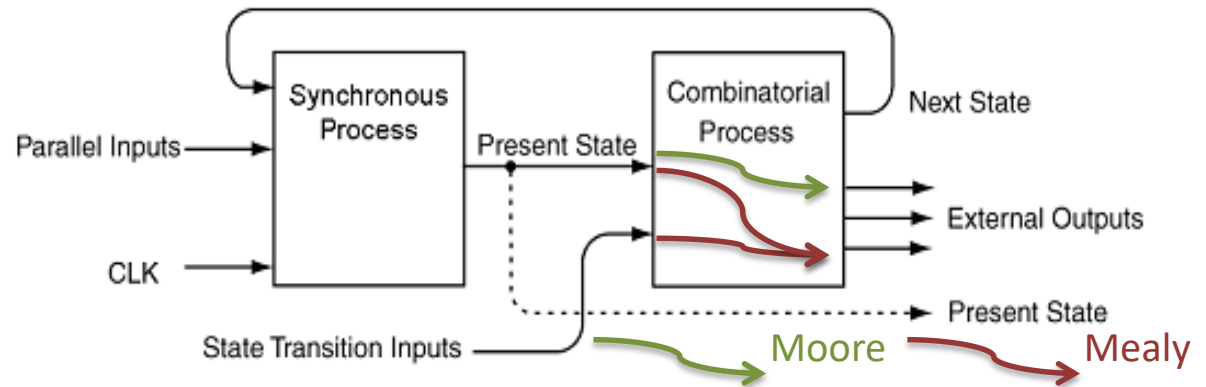 Synchronous
Process
Combinatorial
Process
Next State
Parallel Inputs
Present State
External Outputs
CLK
Present State
State Transition Inputs
Moore
Mealy